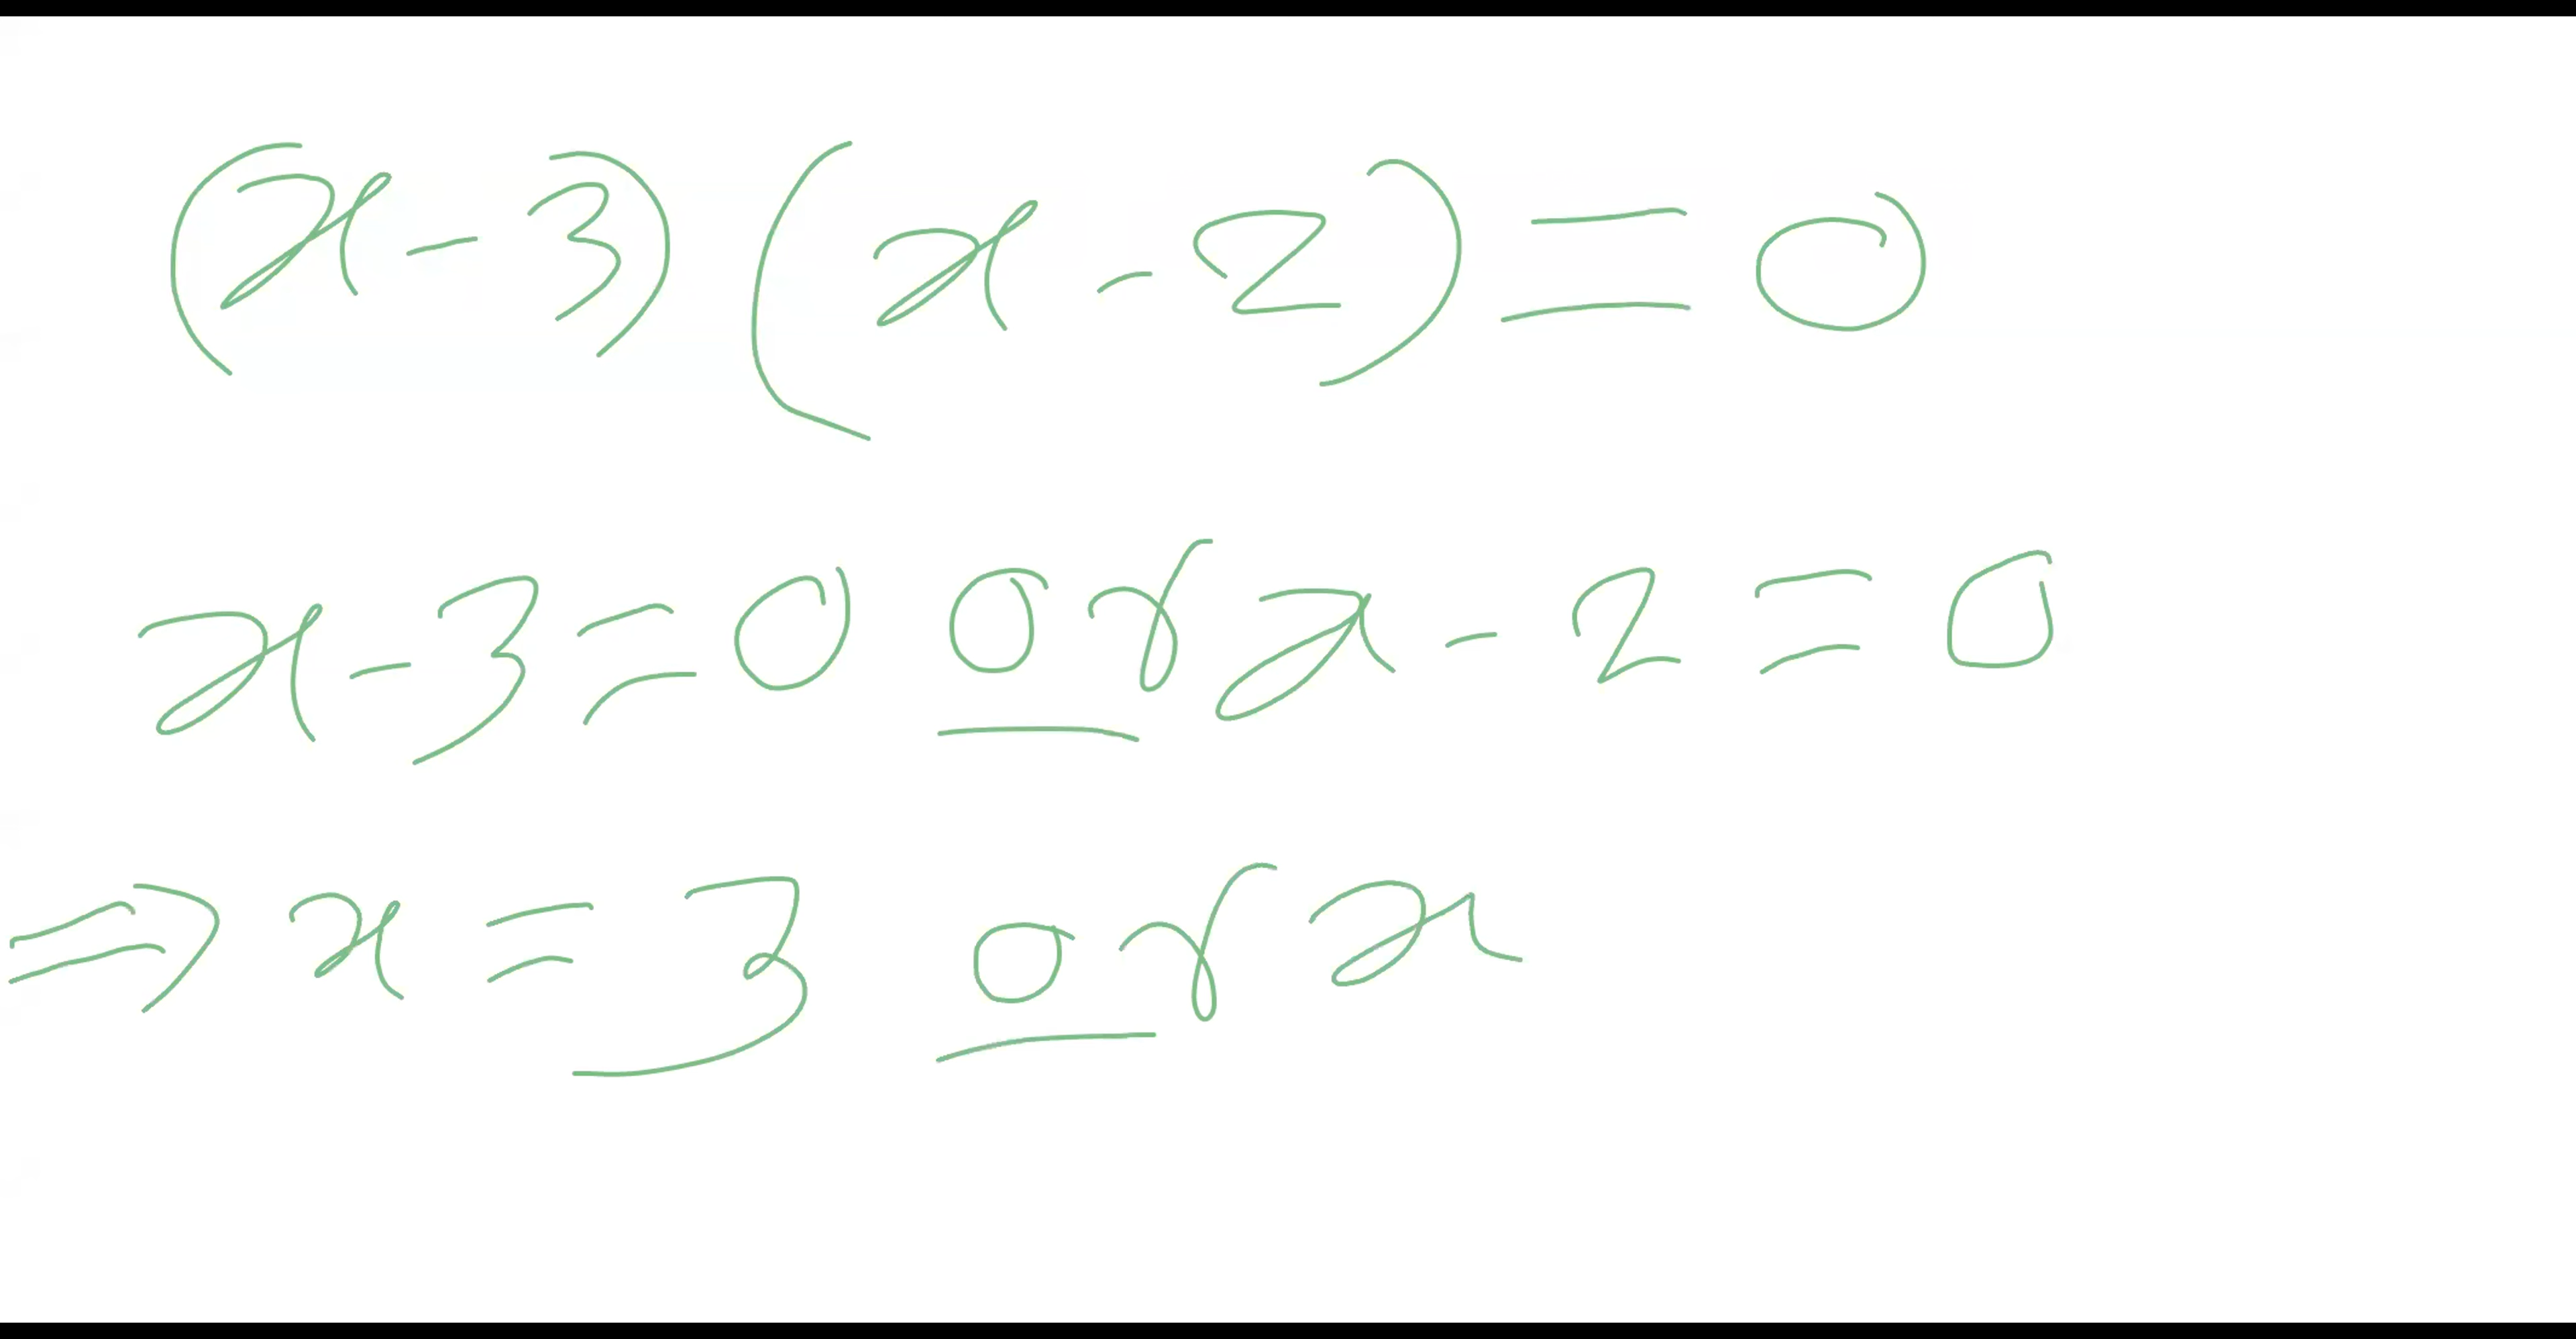 (x-3)(x-2)=0
x-3=0 or x-2=0
⇒ x=3 or x